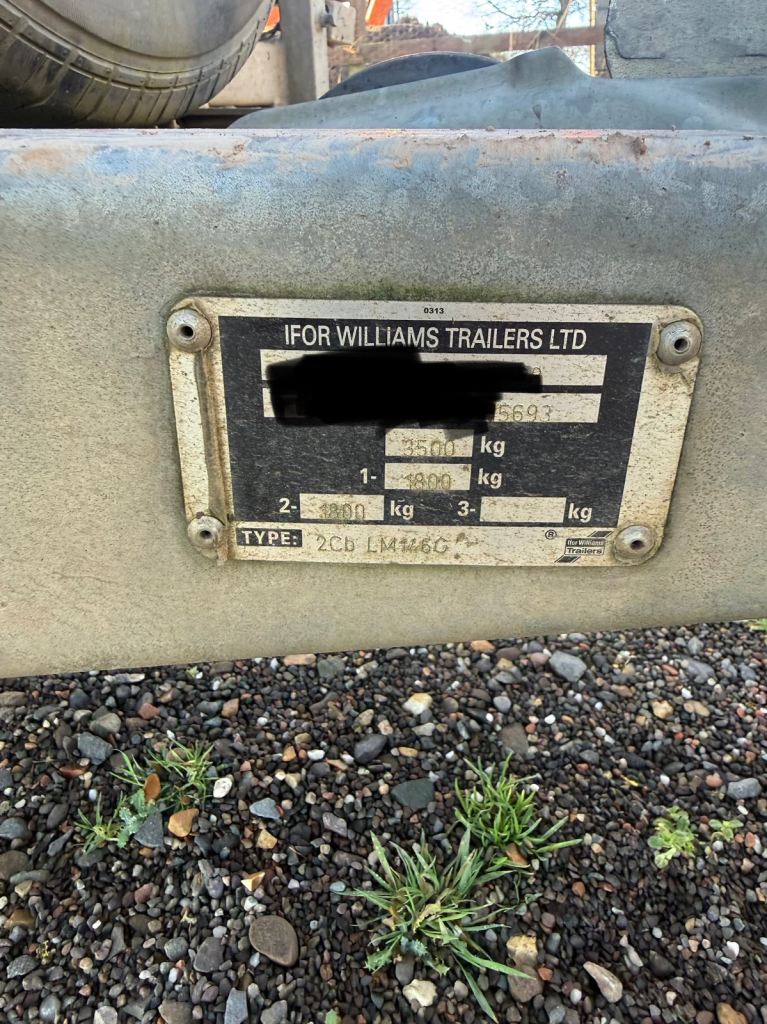 0313
IFOR WILLIAMS TRAILERS LTD
5693
3500 kg
1- 1800 kg
2- 1800 kg 3- kg
TYPE: 2Cb LM146G ® Ifor Williams
Trailers